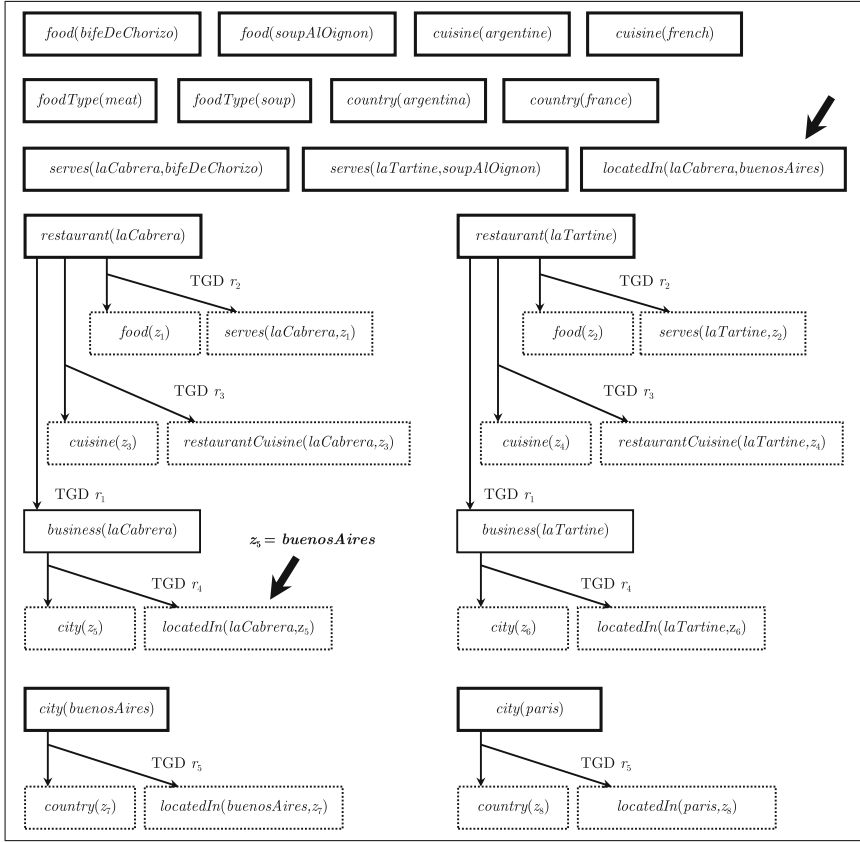 food(bifeDeChorizo) food(soupAlOignon) cuisine(argentine) cuisine(french)
foodType(meat) foodType(soup) country(argentina) country(france)
serves(laCabrera,bifeDeChorizo) serves(laTartine,soupAlOignon) locatedIn(laCabrera,buenosAires)
restaurant(laCabrera) restaurant(laTartine)
TGD r₂ TGD r₂
food(z₁) serves(laCabrera,z₁) food(z₂) serves(laTartine,z₂)
TGD r₃ TGD r₃
cuisine(z₃) restaurantCuisine(laCabrera,z₃) cuisine(z₄) restaurantCuisine(laTartine,z₄)
TGD r₁ TGD r₁
business(laCabrera) z₅ = buenosAires business(laTartine)
TGD r₄ TGD r₄
city(z₅) locatedIn(laCabrera,z₅) city(z₆) locatedIn(laTartine,z₆)
city(buenosAires) city(paris)
TGD r₅ TGD r₅
country(z₇) locatedIn(buenosAires,z₇) country(z₈) locatedIn(paris,z₈)